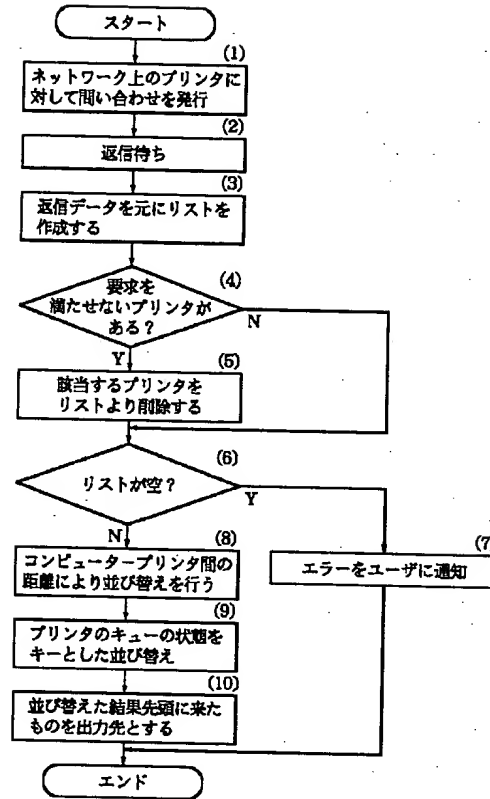 スタート
(1)
ネットワーク上のプリンタに
対して問い合わせを発行
(2)
返信待ち
(3)
返信データを元にリストを
作成する
(4)
要求を
満たせないプリンタが
ある?
N
Y
(5)
該当するプリンタを
リストより削除する
(6)
リストが空?
Y
N
(7
エラーをユーザに通知
(8)
コンピューター-プリンタ間の
距離により並び替えを行う
(9)
プリンタのキューの状態を
キーとした並び替え
(10)
並び替えた結果先頭に来た
ものを出力先とする
エンド